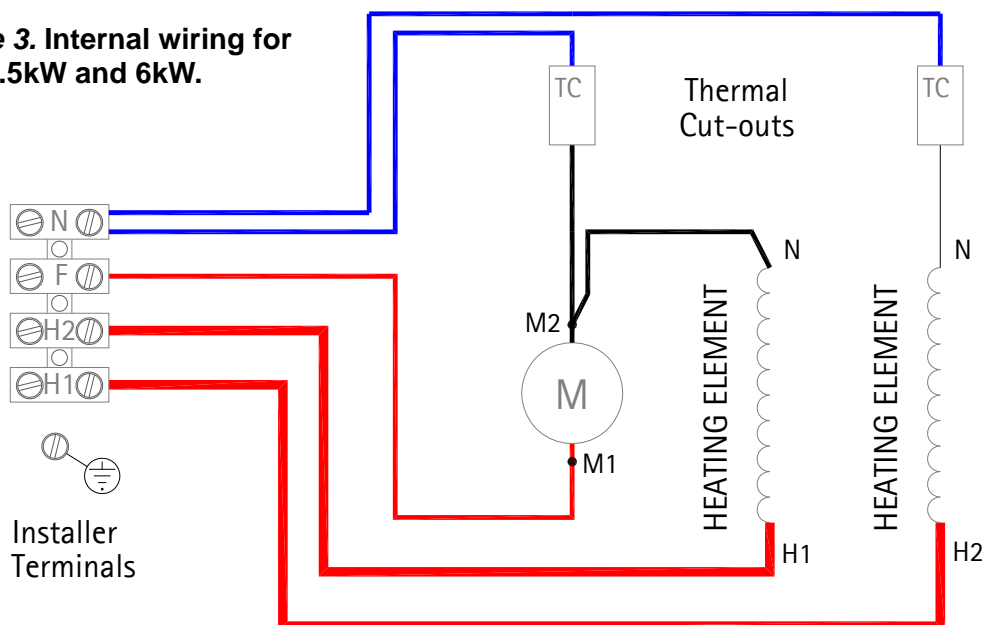 3. Internal wiring for
.5kW and 6kW.
TC
TC
Thermal
Cut-outs
N
F
H2
H1
N
N
M2
M
M1
HEATING ELEMENT
HEATING ELEMENT
H1
H2
Installer
Terminals